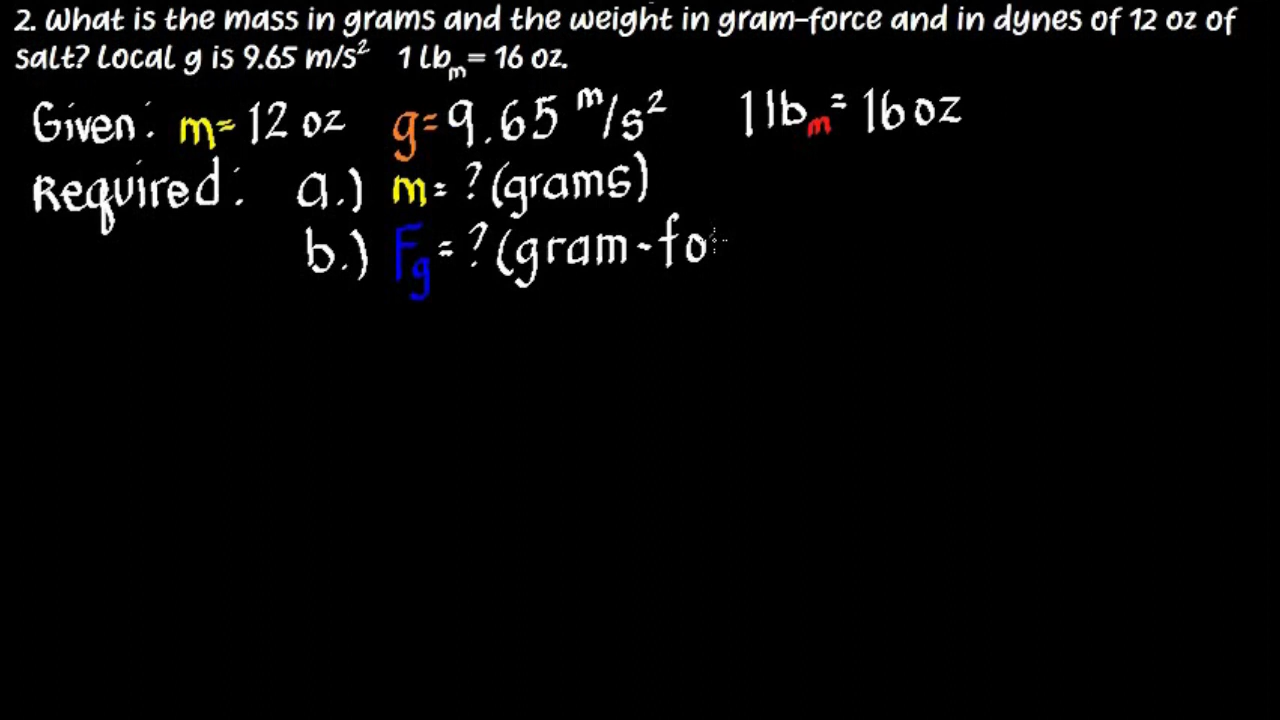 2. What is the mass in grams and the weight in gram-force and in dynes of 12 oz of
salt? Local g is 9.65 m/s² 1 lbₘ= 16 oz.
Given: m= 12 oz g= 9.65 m/s² 1 lbₘ= 16 oz
Required: a.) m= ? (grams)
b.) Fg = ? (gram-fo